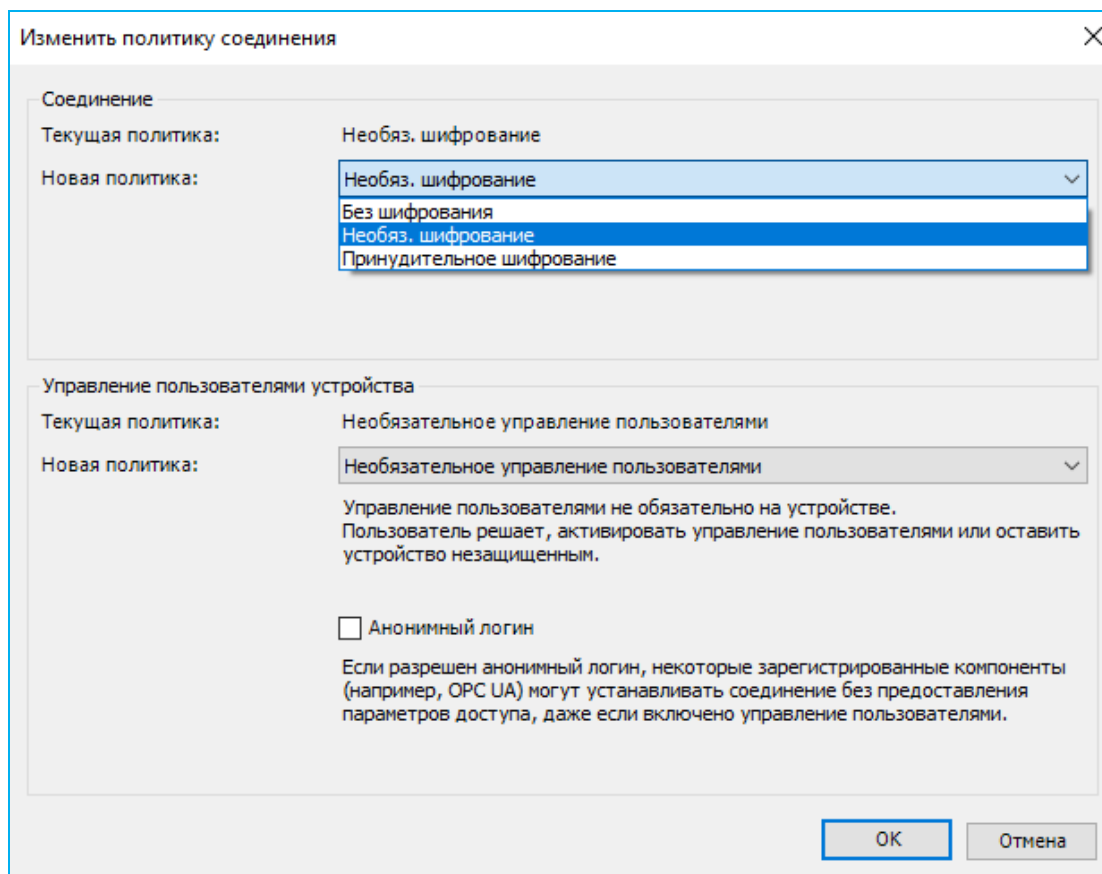 Изменить политику соединения
Соединение
Текущая политика: Необяз. шифрование
Новая политика: Необяз. шифрование
Без шифрования
Необяз. шифрование
Принудительное шифрование
Управление пользователями устройства
Текущая политика: Необязательное управление пользователями
Новая политика: Необязательное управление пользователями
Управление пользователями не обязательно на устройстве.
Пользователь решает, активировать управление пользователями или оставить
устройство незащищенным.
Анонимный логин
Если разрешен анонимный логин, некоторые зарегистрированные компоненты
(например, OPC UA) могут устанавливать соединение без предоставления
параметров доступа, даже если включено управление пользователями.
ОК Отмена